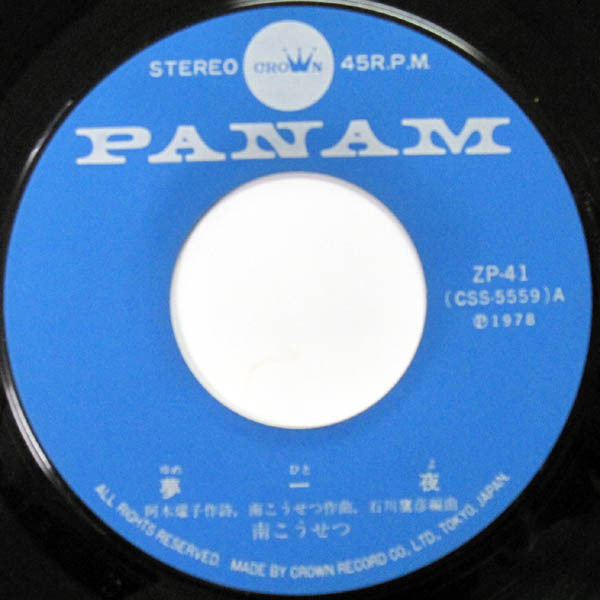 STEREO CROWN 45R.P.M.
PANAM
ZP-41
(CSS-5559)A
Ⓟ1978
ゆめ ひと よ
夢一夜
阿木燿子作詩, 南こうせつ作曲, 石川鷹彦編曲
南こうせつ
ALL RIGHTS RESERVED. MADE BY CROWN RECORD CO., LTD., TOKYO, JAPAN.